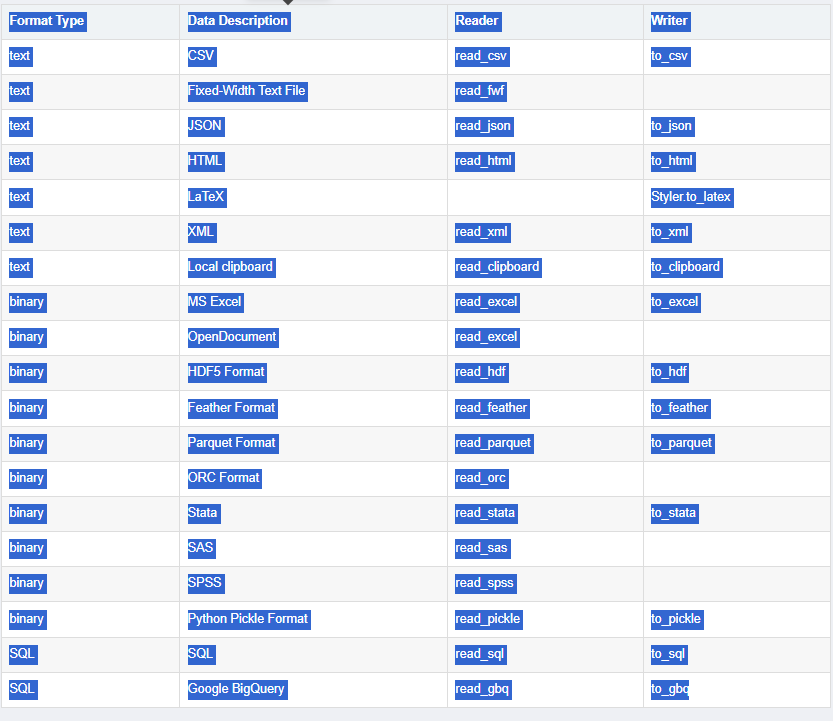 Format Type Data Description Reader Writer
text CSV read_csv to_csv
text Fixed-Width Text File read_fwf
text JSON read_json to_json
text HTML read_html to_html
text LaTeX Styler.to_latex
text XML read_xml to_xml
text Local clipboard read_clipboard to_clipboard
binary MS Excel read_excel to_excel
binary OpenDocument read_excel
binary HDF5 Format read_hdf to_hdf
binary Feather Format read_feather to_feather
binary Parquet Format read_parquet to_parquet
binary ORC Format read_orc
binary Stata read_stata to_stata
binary SAS read_sas
binary SPSS read_spss
binary Python Pickle Format read_pickle to_pickle
SQL SQL read_sql to_sql
SQL Google BigQuery read_gbq to_gbq